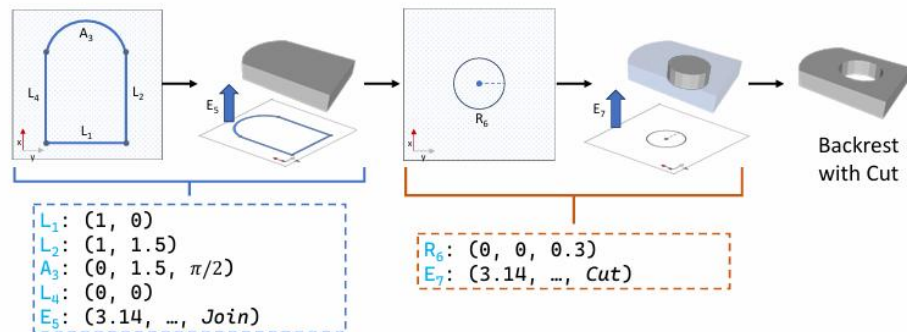 A₃
L₄
L₂
L₁
x
y
E₅
R₆
x
y
E₇
Backrest
with Cut
L₁: (1, 0)
L₂: (1, 1.5)
A₃: (0, 1.5, π/2)
L₄: (0, 0)
E₅: (3.14, …, Join)
R₆: (0, 0, 0.3)
E₇: (3.14, …, Cut)